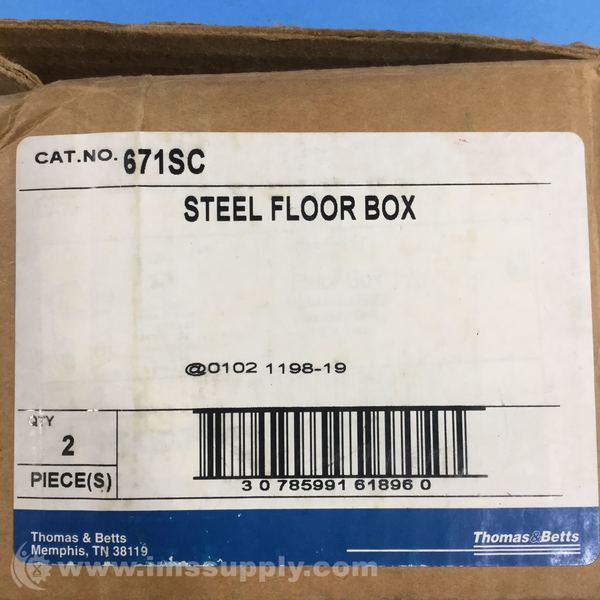 CAT.NO. 671SC
STEEL FLOOR BOX
@0102 1198-19
QTY
2
PIECE(S)
3 0 785991 61896 0
Thomas & Betts
Memphis, TN 38119
Thomas&Betts
www.imssupply.com